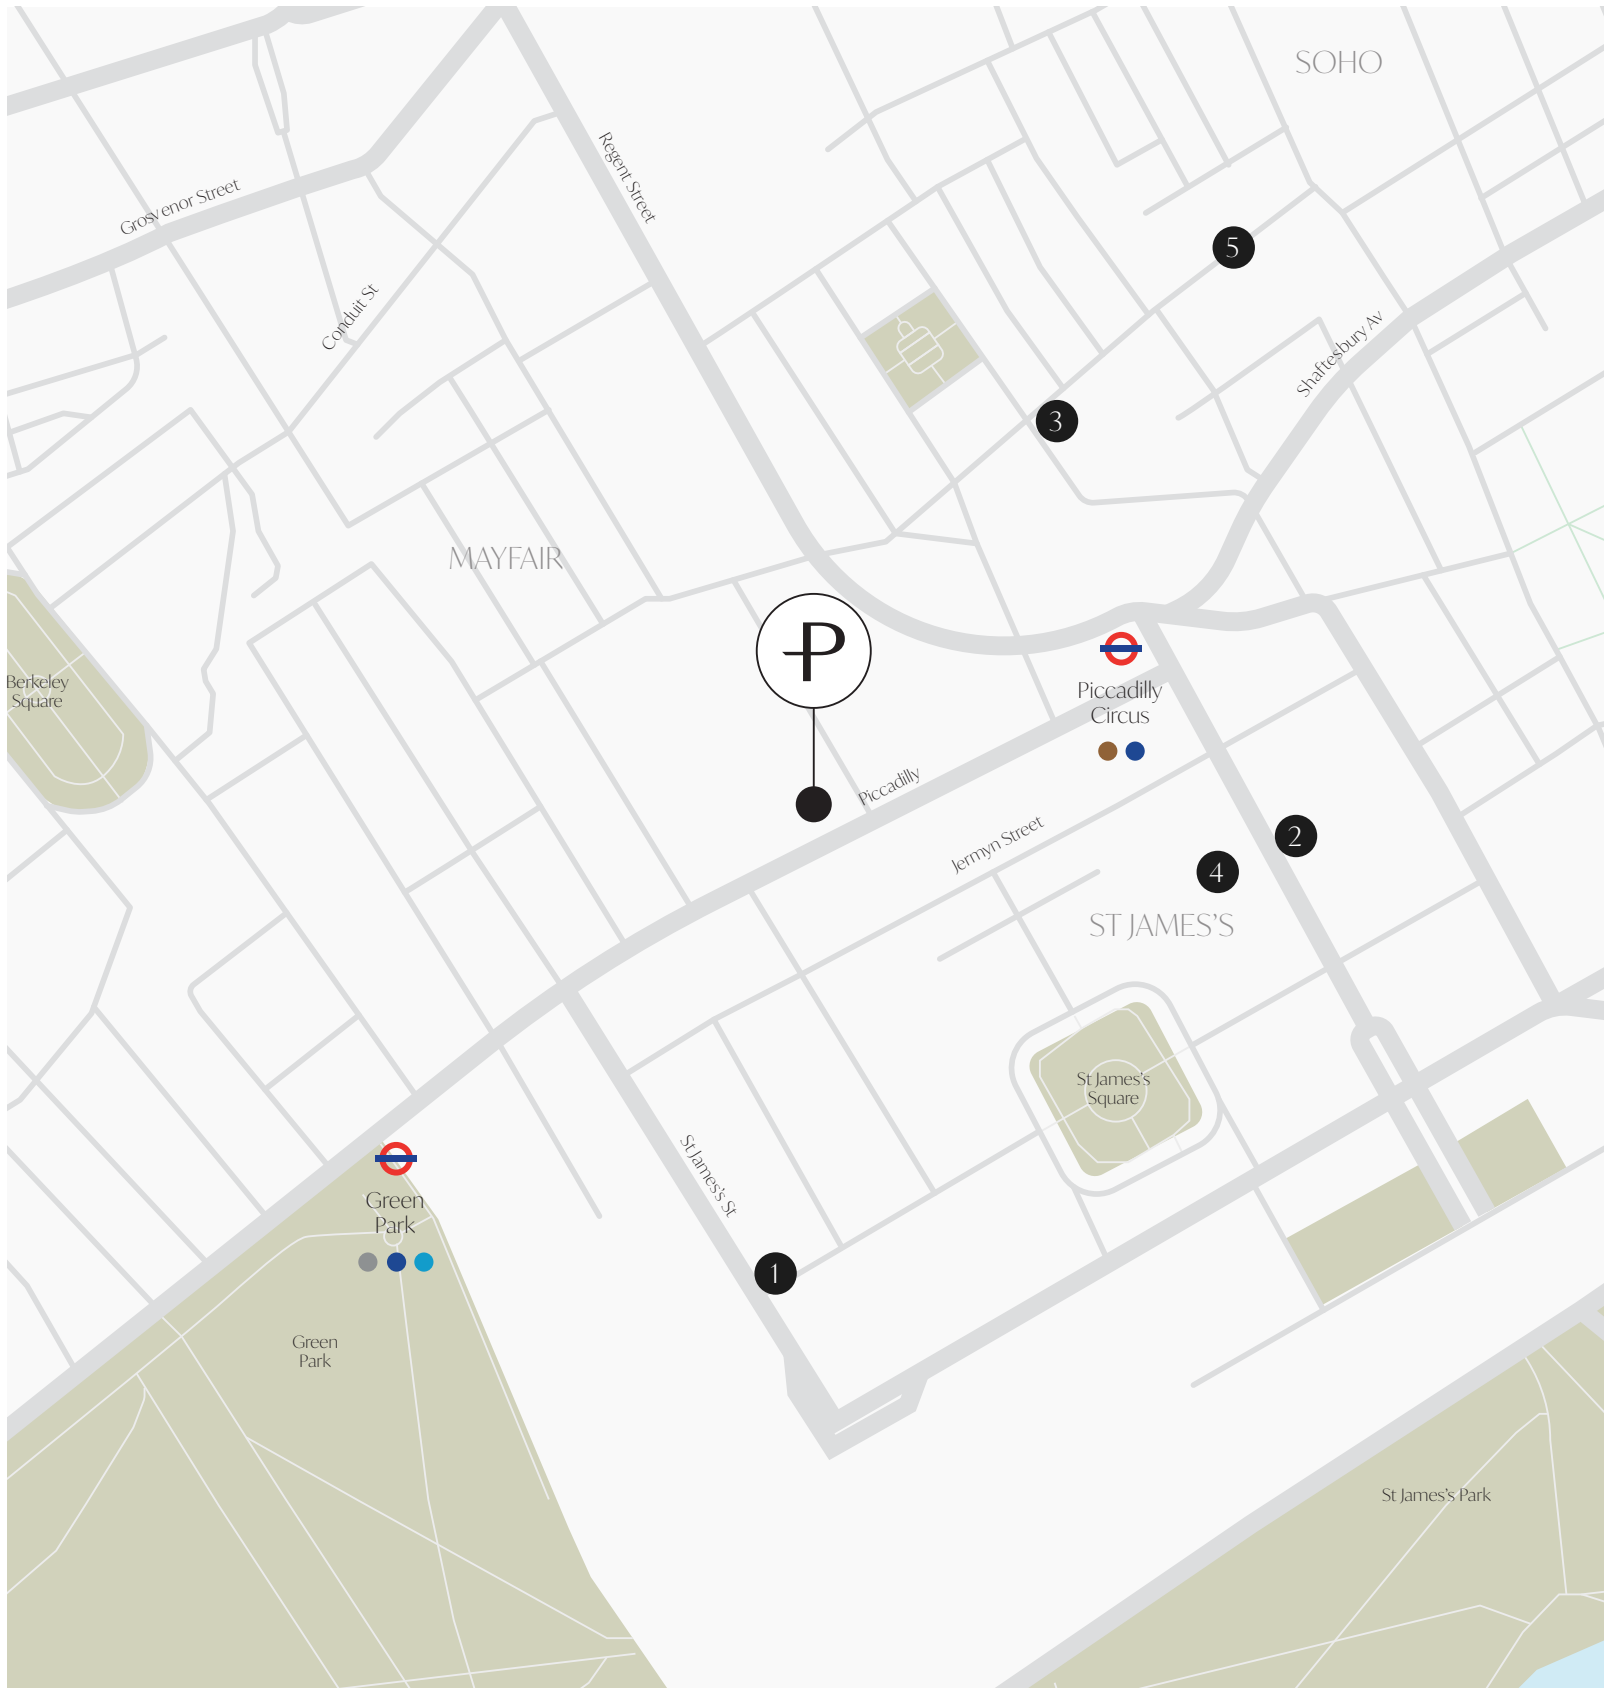 SOHO
Regent Street
Grosvenor Street
5
Conduit St
Shaftesbury Av
3
MAYFAIR
P
Berkeley
Square
Piccadilly
Circus
Piccadilly
Jermyn Street
2
4
ST JAMES'S
St James's
Square
St James's St
Green
Park
1
Green
Park
St James's Park